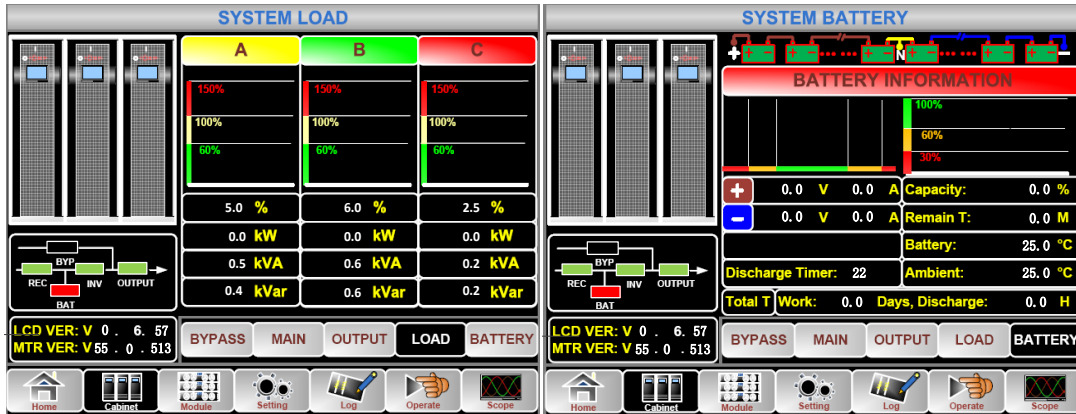 SYSTEM LOAD
A B C
150% 150% 150%
100% 100% 100%
60% 60% 60%
5.0 % 6.0 % 2.5 %
0.0 kW 0.0 kW 0.0 kW
0.5 kVA 0.6 kVA 0.2 kVA
0.4 kVar 0.6 kVar 0.2 kVar
BYP
REC INV OUTPUT
BAT
LCD VER: V 0 . 6. 57
MTR VER: V 55 . 0 . 513
BYPASS MAIN OUTPUT LOAD BATTERY
Home Cabinet Module Setting Log Operate Scope
SYSTEM BATTERY
+ - + - + - N + - + - + -
BATTERY INFORMATION
100%
60%
30%
+ 0.0 V 0.0 A Capacity: 0.0 %
- 0.0 V 0.0 A Remain T: 0.0 M
Battery: 25.0 °C
Discharge Timer: 22 Ambient: 25.0 °C
Total T Work: 0.0 Days, Discharge: 0.0 H
BYP
REC INV OUTPUT
BAT
LCD VER: V 0 . 6. 57
MTR VER: V 55 . 0 . 513
BYPASS MAIN OUTPUT LOAD BATTERY
Home Cabinet Module Setting Log Operate Scope